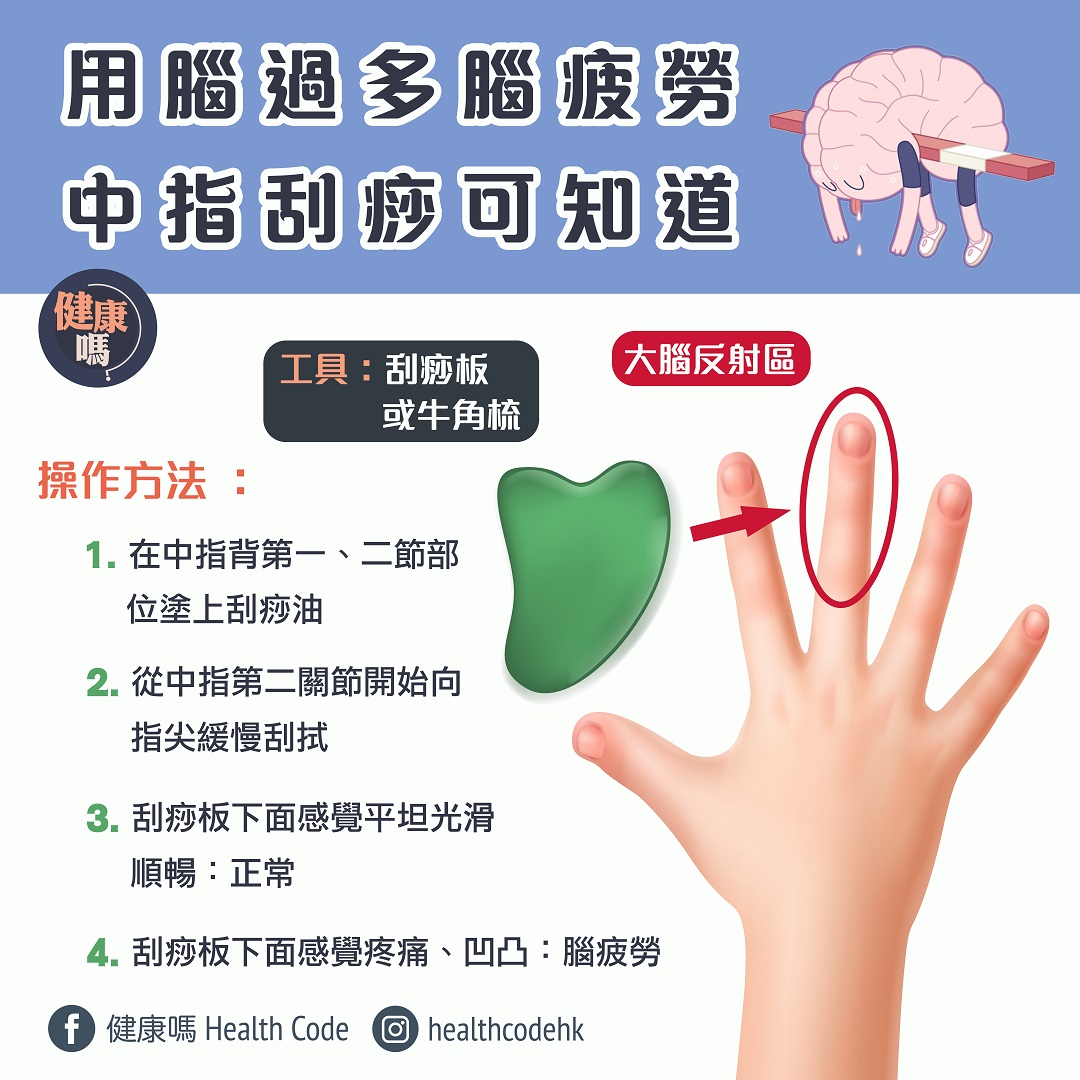 用腦過多腦疲勞
中指刮痧可知道
健康
嗎?
工具：刮痧板
或牛角梳
大腦反射區
操作方法：
1. 在中指背第一、二節部
位塗上刮痧油
2. 從中指第二關節開始向
指尖緩慢刮拭
3. 刮痧板下面感覺平坦光滑
順暢：正常
4. 刮痧板下面感覺疼痛、凹凸：腦疲勞
健康嗎 Health Code
healthcodehk